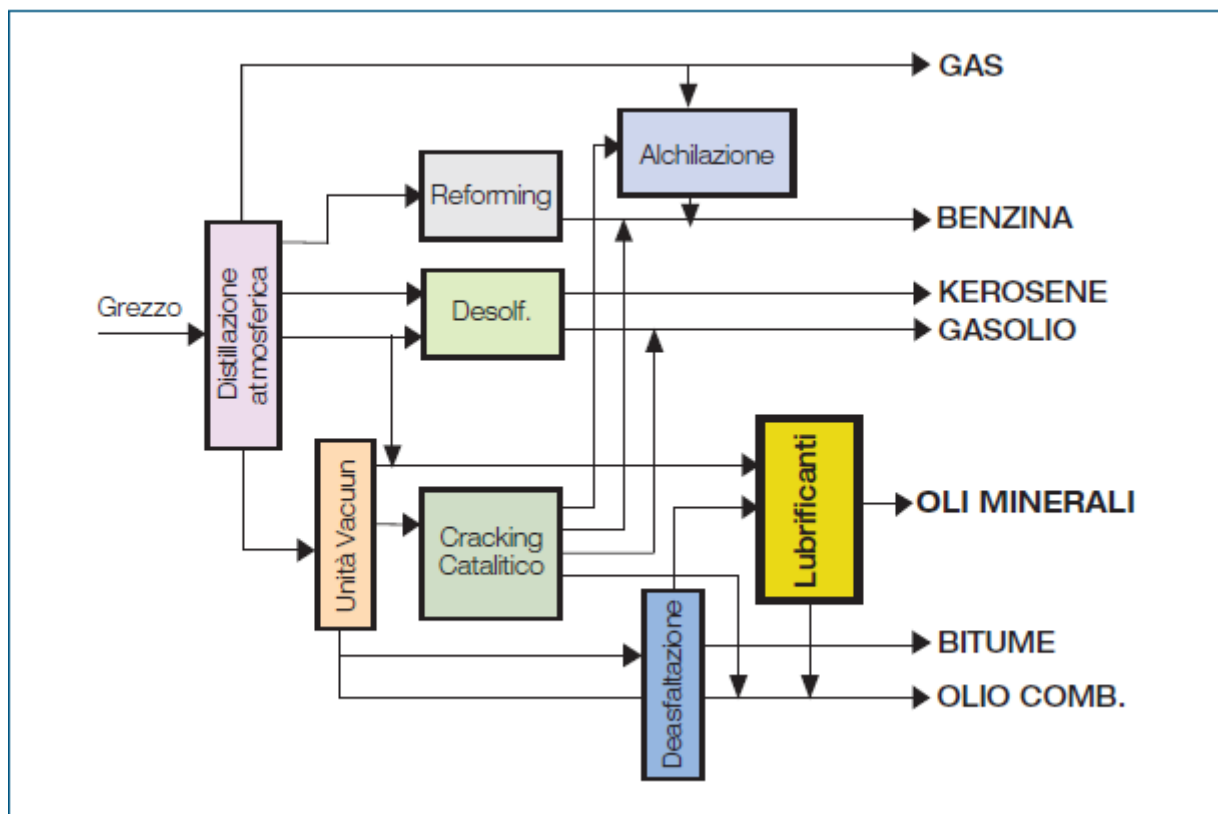 GAS
Alchilazione
Reforming
BENZINA
Grezzo
Distillazione
atmosferica
Desolf.
KEROSENE
GASOLIO
Unità Vacuun
Cracking
Catalitico
Lubrificanti
OLI MINERALI
Deasfaltazione
BITUME
OLIO COMB.